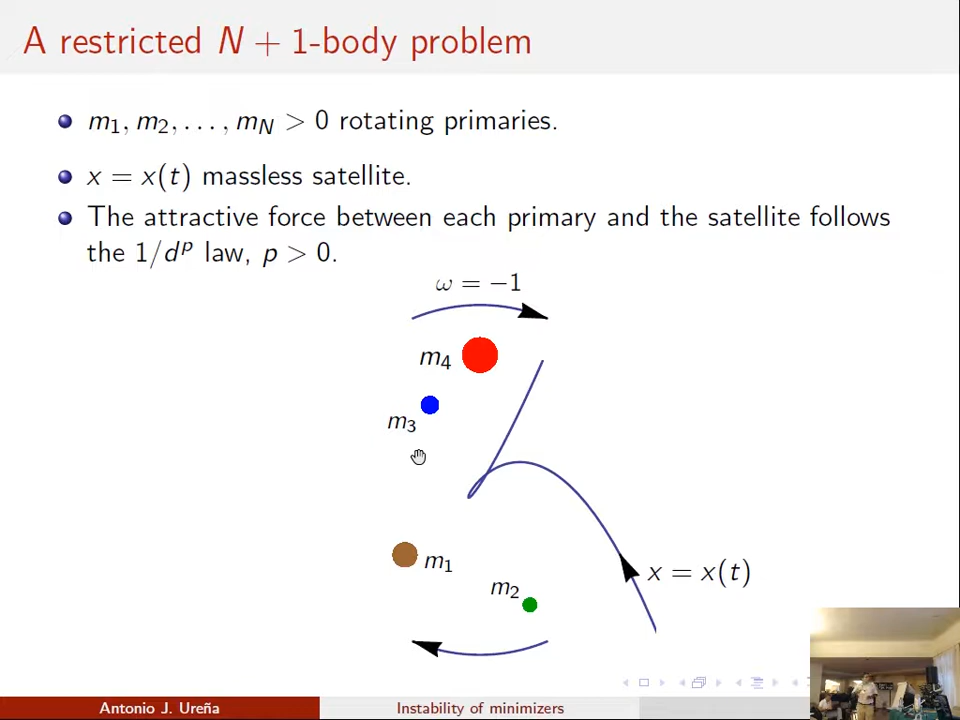 A restricted N + 1-body problem
m₁, m₂, . . . , m_N > 0 rotating primaries.
x = x(t) massless satellite.
The attractive force between each primary and the satellite follows
the 1/dᵖ law, p > 0.
ω = −1
m₄
m₃
m₁
m₂
x = x(t)
Antonio J. Ureña
Instability of minimizers